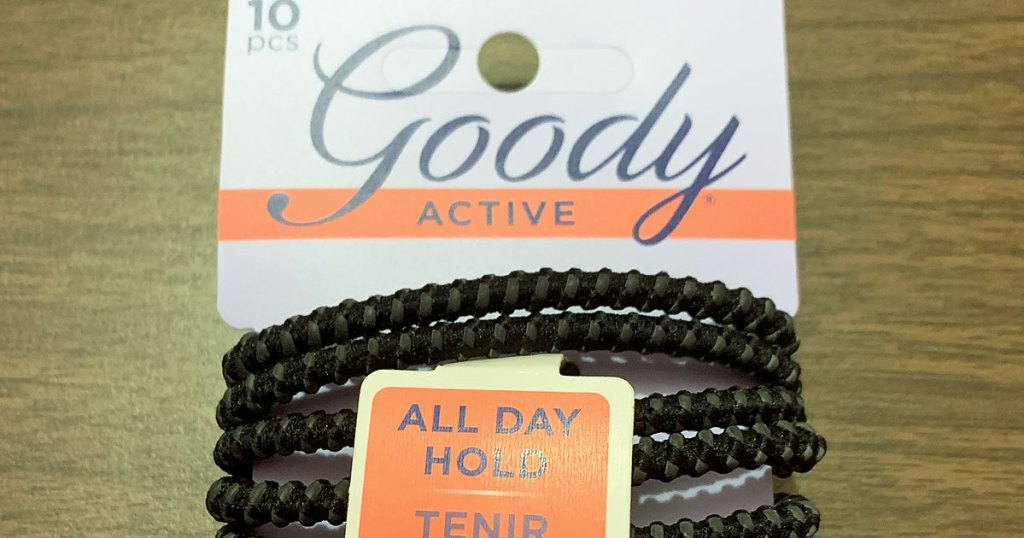 10
pcs
Goody®
ACTIVE
ALL DAY
HOLD
TENIR